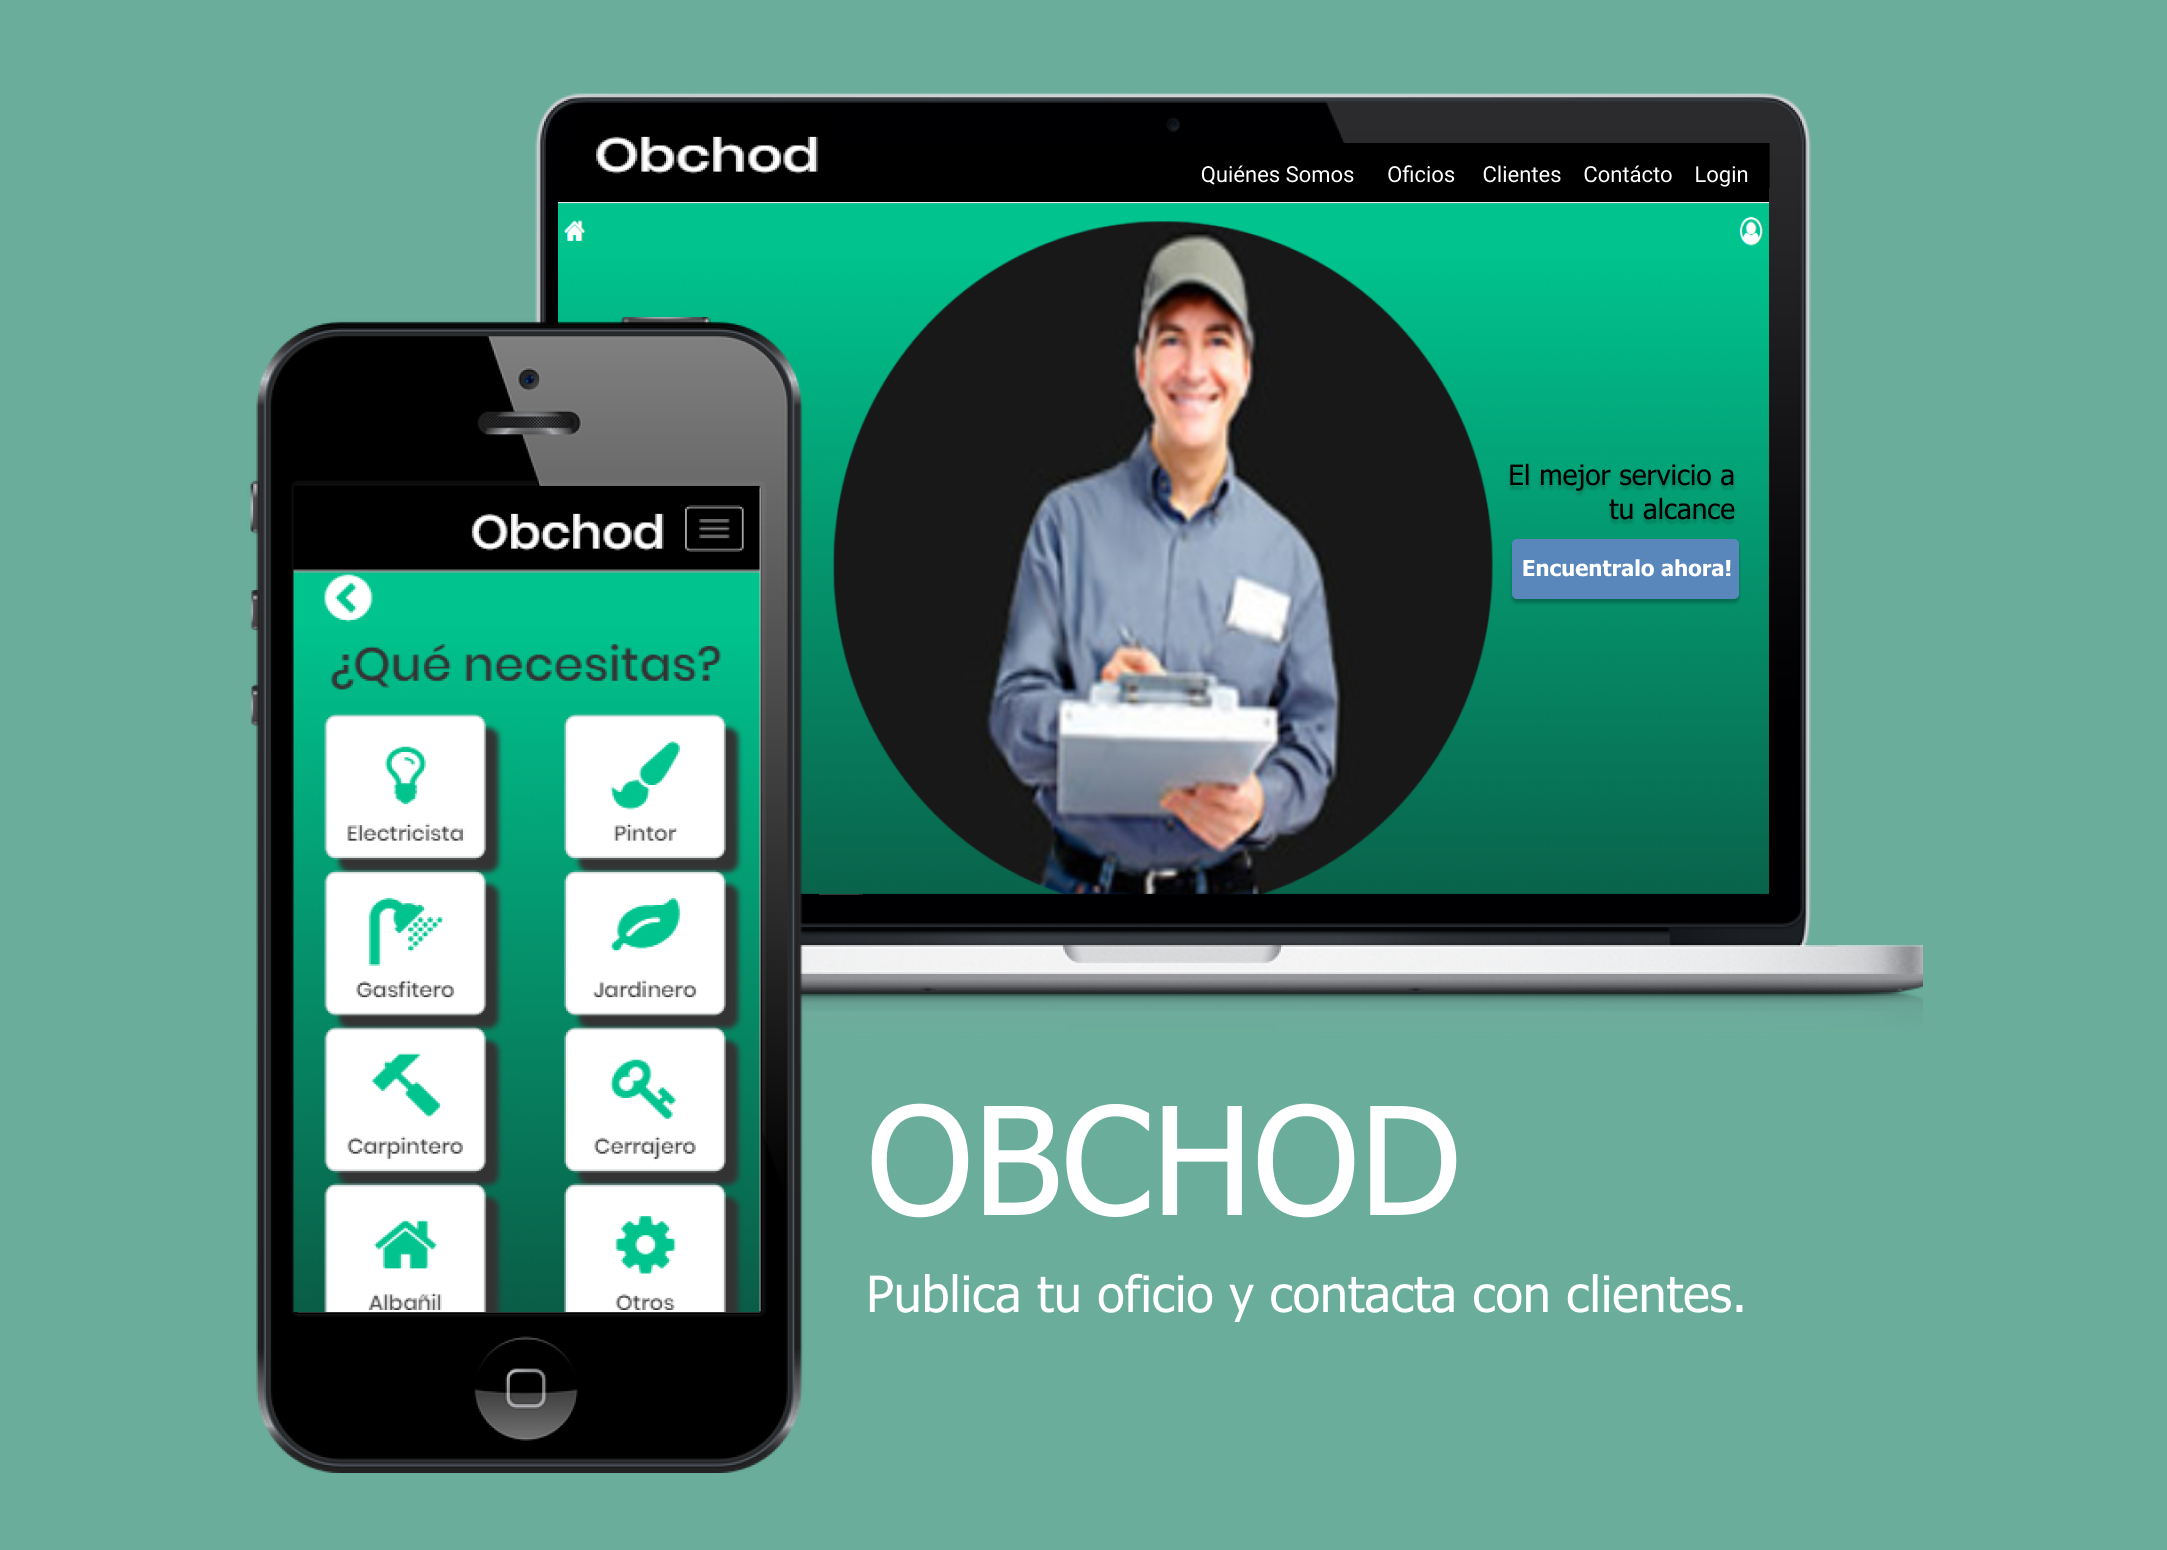 Obchod
Quiénes Somos Oficios Clientes Contácto Login
El mejor servicio a
tu alcance
Encuentralo ahora!
Obchod
¿Qué necesitas?
Electricista Pintor
Gasfitero Jardinero
Carpintero Cerrajero
Albañil Otros
OBCHOD
Publica tu oficio y contacta con clientes.